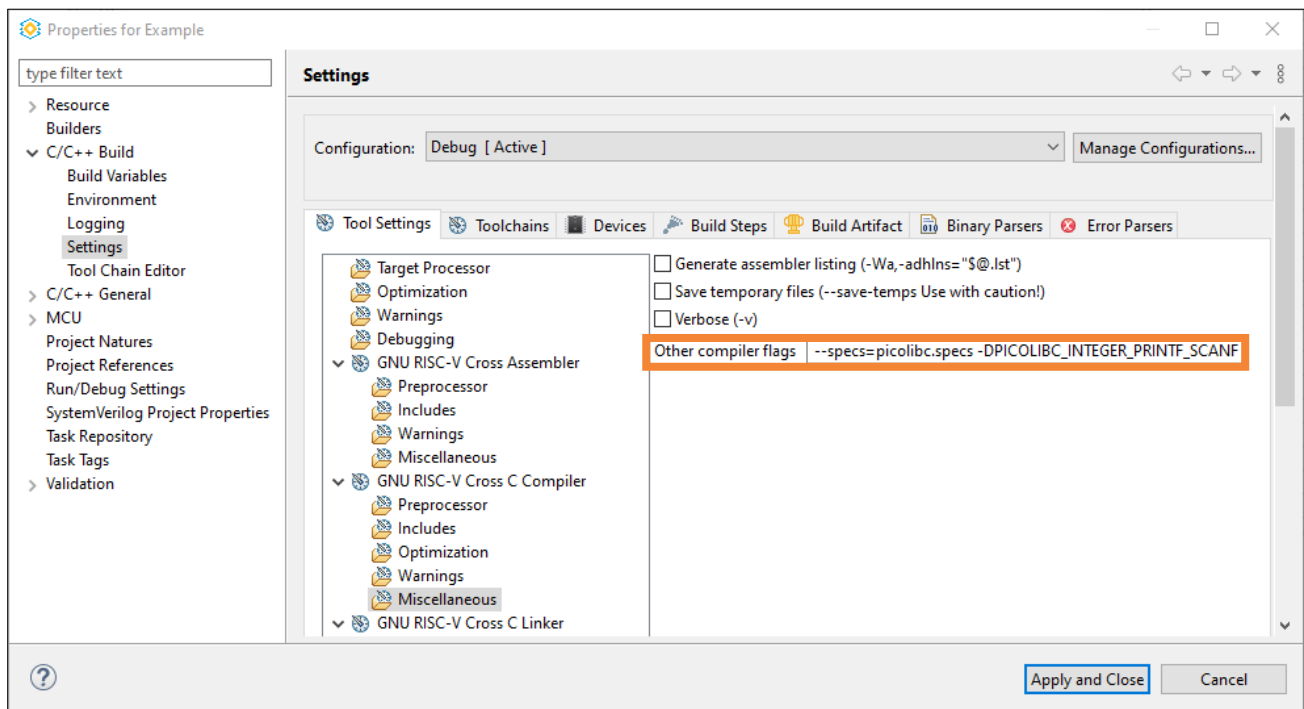 Properties for Example
type filter text
Resource
Builders
C/C++ Build
Build Variables
Environment
Logging
Settings
Tool Chain Editor
C/C++ General
MCU
Project Natures
Project References
Run/Debug Settings
SystemVerilog Project Properties
Task Repository
Task Tags
Validation
Settings
Configuration: Debug [ Active ] Manage Configurations...
Tool Settings Toolchains Devices Build Steps Build Artifact Binary Parsers Error Parsers
Target Processor
Optimization
Warnings
Debugging
GNU RISC-V Cross Assembler
Preprocessor
Includes
Warnings
Miscellaneous
GNU RISC-V Cross C Compiler
Preprocessor
Includes
Optimization
Warnings
Miscellaneous
GNU RISC-V Cross C Linker
Generate assembler listing (-Wa,-adhlns="$@.lst")
Save temporary files (--save-temps Use with caution!)
Verbose (-v)
Other compiler flags --specs=picolibc.specs -DPICOLIBC_INTEGER_PRINTF_SCANF
Apply and Close Cancel